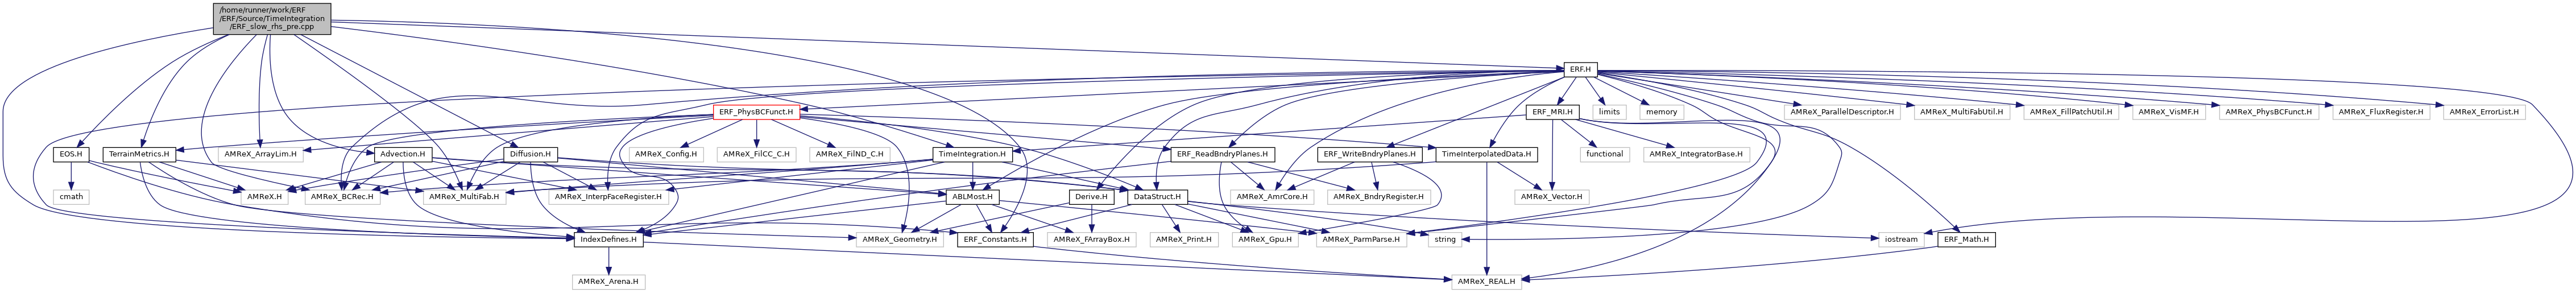 /home/runner/work/ERF
/ERF/Source/TimeIntegration
/ERF_slow_rhs_pre.cpp
ERF.H
ERF_PhysBCFunct.H
ERF_MRI.H
limits
memory
AMReX_ParallelDescriptor.H
AMReX_MultiFabUtil.H
AMReX_FillPatchUtil.H
AMReX_VisMF.H
AMReX_PhysBCFunct.H
AMReX_FluxRegister.H
AMReX_ErrorList.H
EOS.H
TerrainMetrics.H
AMReX_ArrayLim.H
Advection.H
Diffusion.H
AMReX_Config.H
AMReX_FilCC_C.H
AMReX_FilND_C.H
TimeIntegration.H
ERF_ReadBndryPlanes.H
ERF_WriteBndryPlanes.H
TimeInterpolatedData.H
functional
AMReX_IntegratorBase.H
cmath
AMReX.H
AMReX_BCRec.H
AMReX_MultiFab.H
AMReX_InterpFaceRegister.H
ABLMost.H
Derive.H
DataStruct.H
AMReX_AmrCore.H
AMReX_BndryRegister.H
AMReX_Vector.H
IndexDefines.H
AMReX_Geometry.H
ERF_Constants.H
AMReX_FArrayBox.H
AMReX_Print.H
AMReX_Gpu.H
AMReX_ParmParse.H
string
iostream
ERF_Math.H
AMReX_Arena.H
AMReX_REAL.H